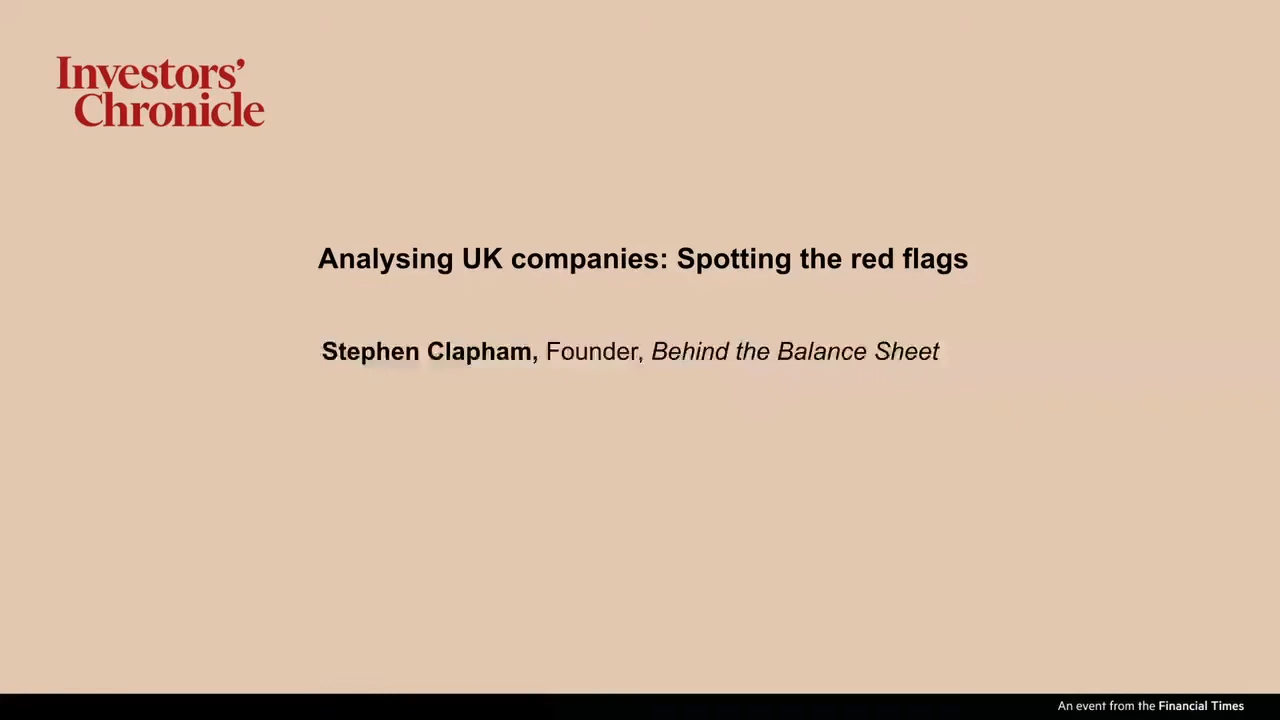 Investors’
Chronicle
Analysing UK companies: Spotting the red flags
Stephen Clapham, Founder, Behind the Balance Sheet
An event from the Financial Times